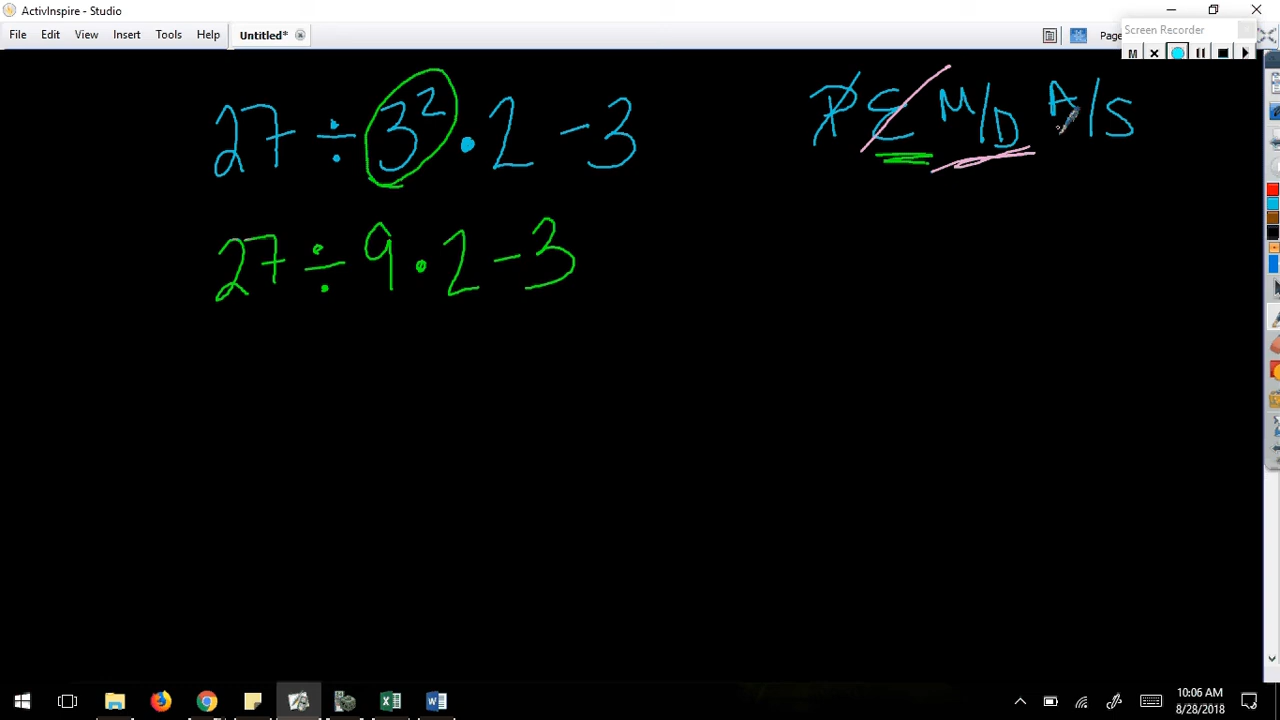 ActivInspire - Studio
File Edit View Insert Tools Help Untitled* Page
Screen Recorder
M
27 ÷ 3² · 2 - 3
P E M/D A/S
27 ÷ 9 · 2 - 3
10:06 AM
8/28/2018